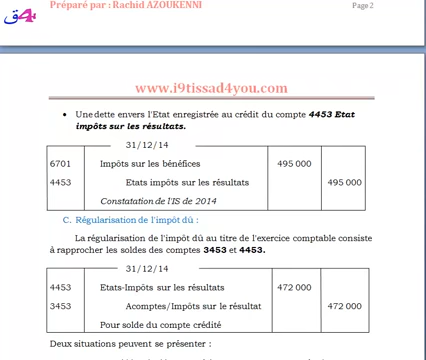 ق4
Préparé par : Rachid AZOUKENNI
Page 2
www.i9tissad4you.com
• Une dette envers l'Etat enregistrée au crédit du compte 4453 Etat
impôts sur les résultats.
31/12/14
6701 Impôts sur les bénéfices 495 000
4453 Etats impôts sur les résultats 495 000
Constatation de l'IS de 2014
C. Régularisation de l'impôt dû :
La régularisation de l'impôt dû au titre de l'exercice comptable consiste
à rapprocher les soldes des comptes 3453 et 4453.
31/12/14
4453 Etats-Impôts sur les résultats 472 000
3453 Acomptes/Impôts sur le résultat 472 000
Pour solde du compte crédité
Deux situations peuvent se présenter :